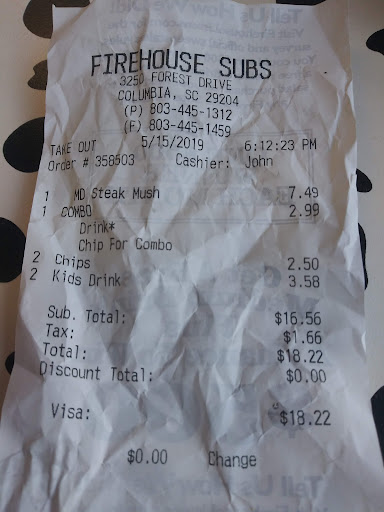 FIREHOUSE SUBS
3250 FOREST DRIVE
COLUMBIA, SC 29204
(P) 803-445-1312
(F) 803-445-1459
TAKE OUT 5/15/2019 6:12:23 PM
Order # 358503 Cashier: John
1 MD Steak Mush 7.49
1 COMBO 2.99
Drink*
Chip For Combo
2 Chips 2.50
2 Kids Drink 3.58
Sub. Total: $16.56
Tax: $1.66
Total: $18.22
Discount Total: $0.00
Visa: $18.22
$0.00 Change